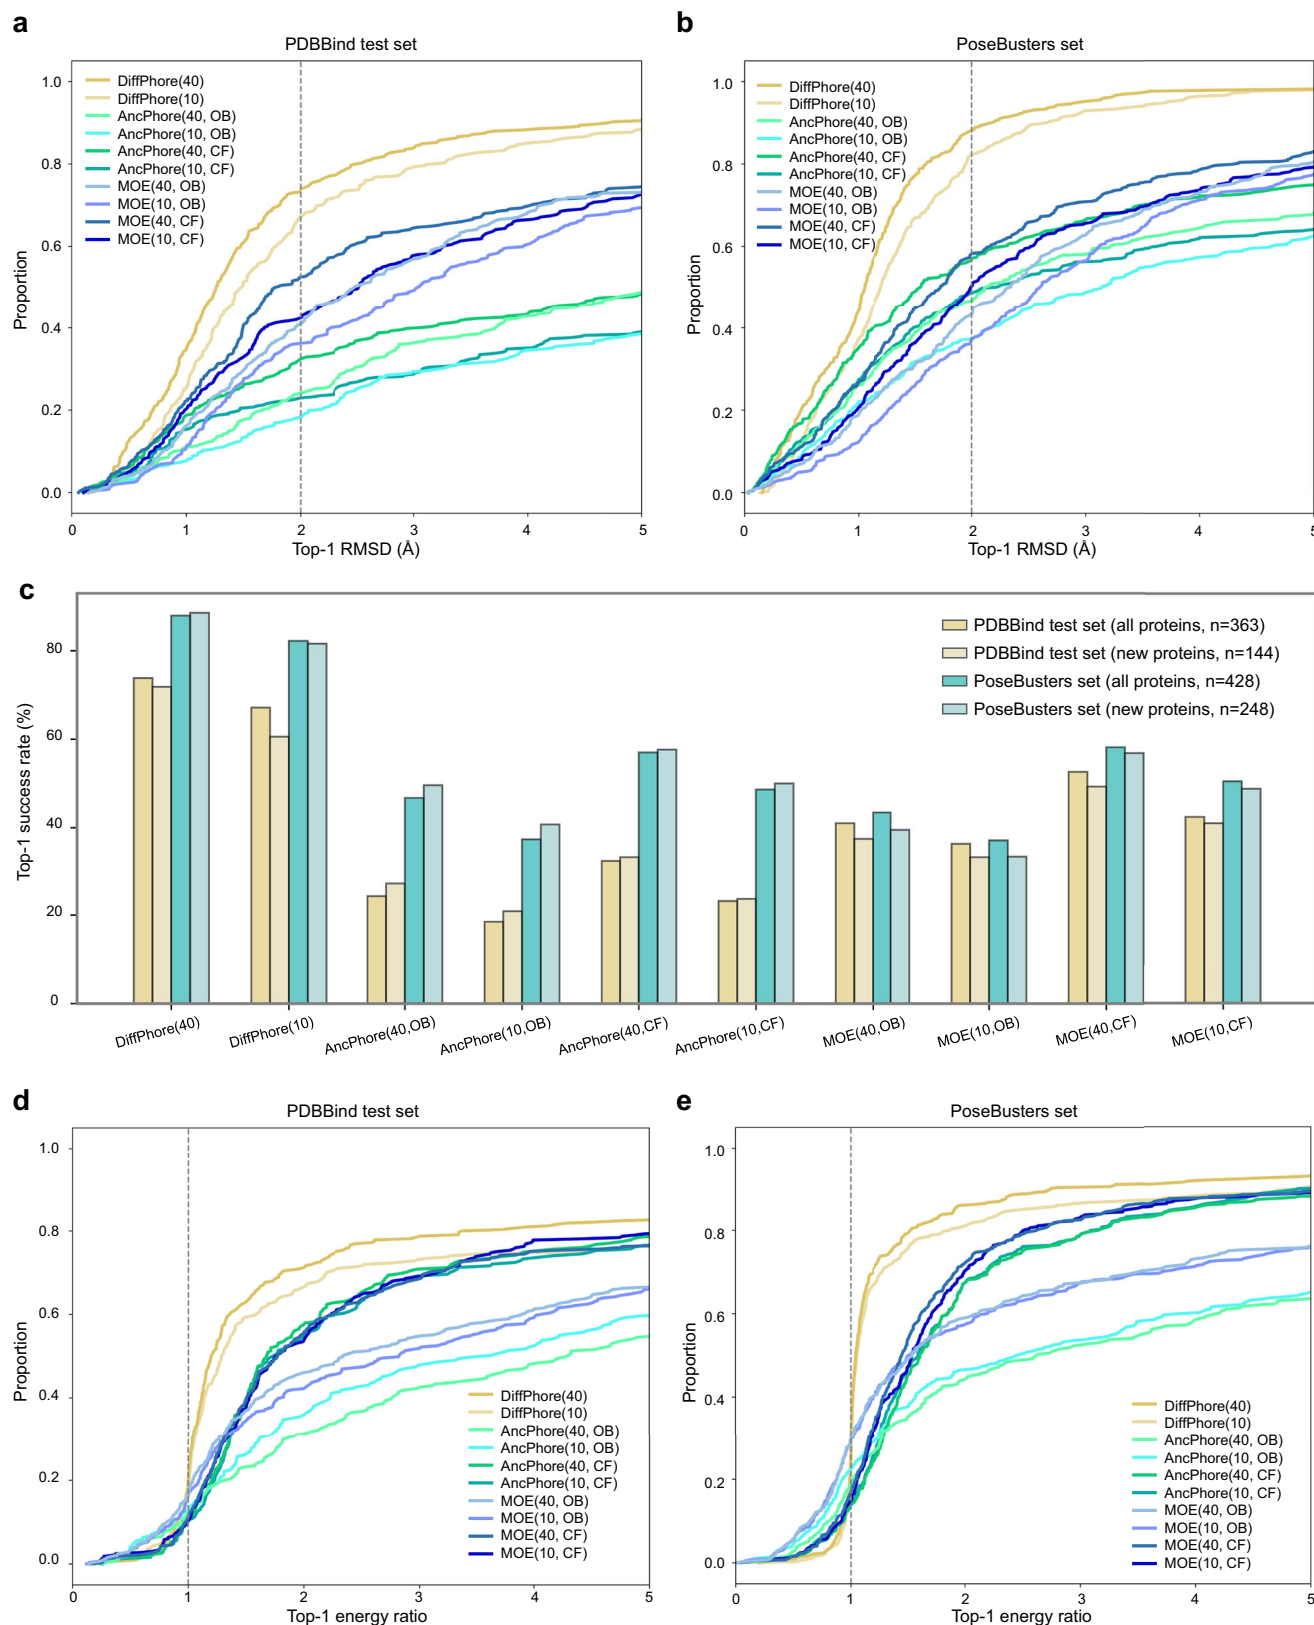 a
PDBBind test set
1.0
0.8
0.6
0.4
0.2
0.0
Proportion
DiffPhore(40)
DiffPhore(10)
AncPhore(40, OB)
AncPhore(10, OB)
AncPhore(40, CF)
AncPhore(10, CF)
MOE(40, OB)
MOE(10, OB)
MOE(40, CF)
MOE(10, CF)
0 1 2 3 4 5
Top-1 RMSD (Å)
b
PoseBusters set
1.0
0.8
0.6
0.4
0.2
0.0
Proportion
DiffPhore(40)
DiffPhore(10)
AncPhore(40, OB)
AncPhore(10, OB)
AncPhore(40, CF)
AncPhore(10, CF)
MOE(40, OB)
MOE(10, OB)
MOE(40, CF)
MOE(10, CF)
0 1 2 3 4 5
Top-1 RMSD (Å)
c
80
60
40
20
0
Top-1 success rate (%)
PDBBind test set (all proteins, n=363)
PDBBind test set (new proteins, n=144)
PoseBusters set (all proteins, n=428)
PoseBusters set (new proteins, n=248)
DiffPhore(40) DiffPhore(10) AncPhore(40,OB) AncPhore(10,OB) AncPhore(40,CF) AncPhore(10,CF) MOE(40,OB) MOE(10,OB) MOE(40,CF) MOE(10,CF)
d
PDBBind test set
1.0
0.8
0.6
0.4
0.2
0.0
Proportion
DiffPhore(40)
DiffPhore(10)
AncPhore(40, OB)
AncPhore(10, OB)
AncPhore(40, CF)
AncPhore(10, CF)
MOE(40, OB)
MOE(10, OB)
MOE(40, CF)
MOE(10, CF)
0 1 2 3 4 5
Top-1 energy ratio
e
PoseBusters set
1.0
0.8
0.6
0.4
0.2
0.0
Proportion
DiffPhore(40)
DiffPhore(10)
AncPhore(40, OB)
AncPhore(10, OB)
AncPhore(40, CF)
AncPhore(10, CF)
MOE(40, OB)
MOE(10, OB)
MOE(40, CF)
MOE(10, CF)
0 1 2 3 4 5
Top-1 energy ratio